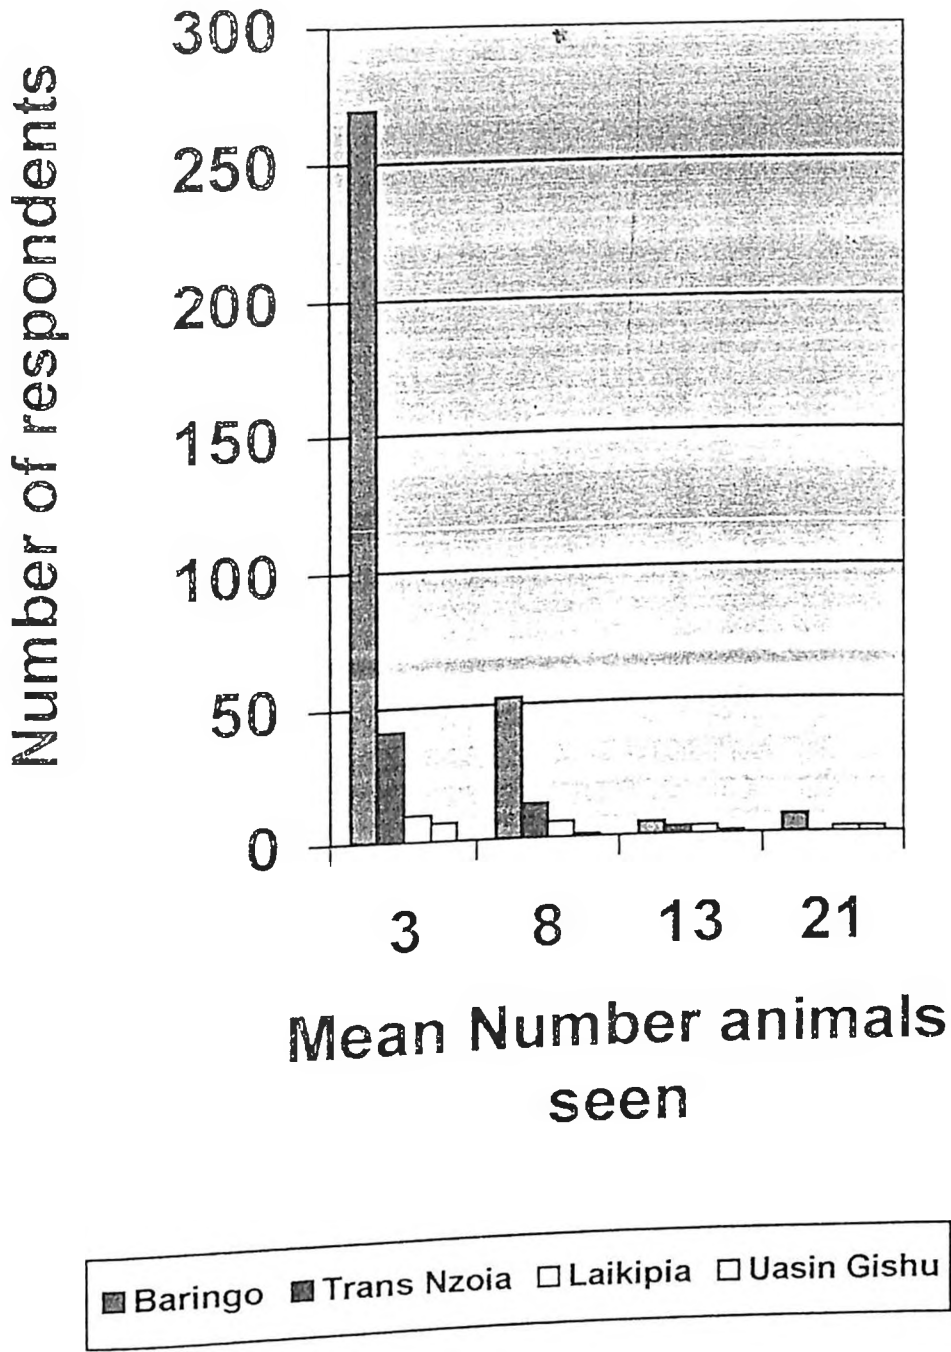 Number of respondents
300
250
200
150
100
50
0
3 8 13 21
Mean Number animals
seen
Baringo Trans Nzoia Laikipia Uasin Gishu